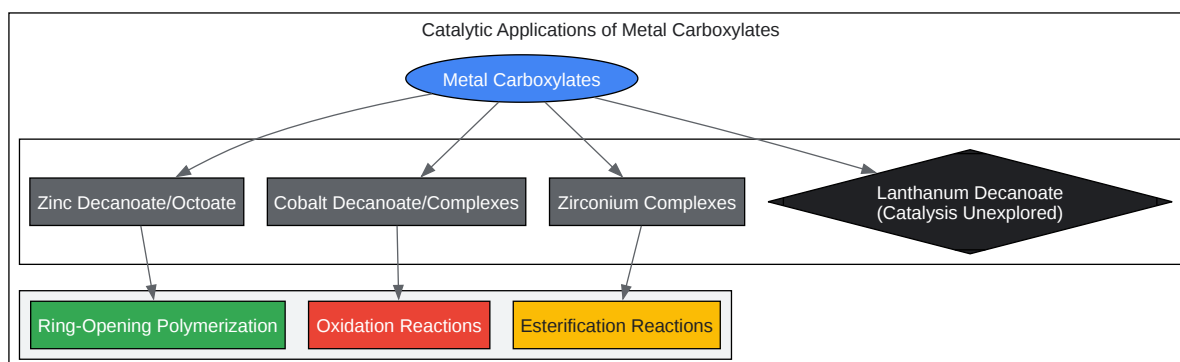 Catalytic Applications of Metal Carboxylates
Metal Carboxylates
Zinc Decanoate/Octoate
Cobalt Decanoate/Complexes
Zirconium Complexes
Lanthanum Decanoate
(Catalysis Unexplored)
Ring-Opening Polymerization
Oxidation Reactions
Esterification Reactions